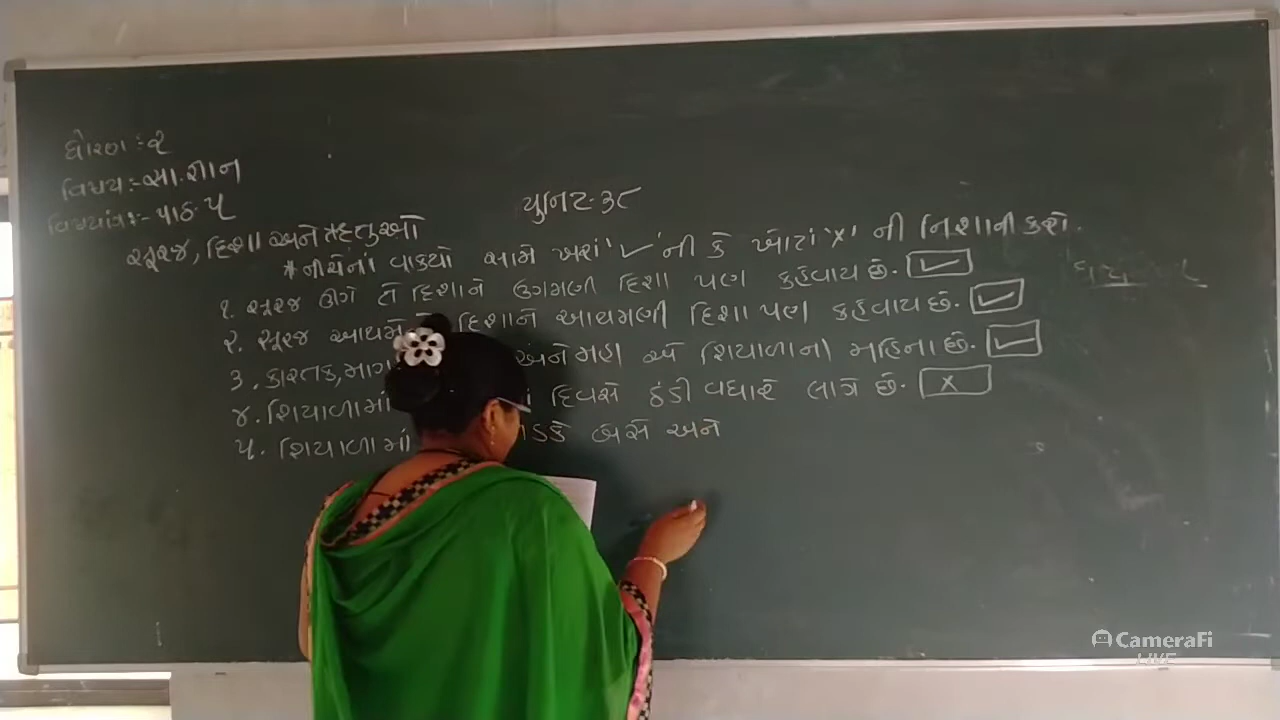 ધોરણ :- ૨
વિષય :- સા.જ્ઞાન
વિષયાંગ :- પાઠ-૫
સૂરજ, દિશા અને ઋતુઓ
યુનિટ-૩૮
* નીચેનાં વાક્યો સામે ખરાં '✓' ની કે ખોટાં 'x' ની નિશાની કરો.
૧. સૂરજ ઊગે તે દિશાને ઉગમણી દિશા પણ કહેવાય છે. ✓
૨. સૂરજ આથમે દિશાને આથમણી દિશા પણ કહેવાય છે. ✓
૩. કારતક, માગ અને મહા એ શિયાળાના મહિના છે. ✓
૪. શિયાળામાં દિવસે ઠંડી વધારે લાગે છે. x
૫. શિયાળામાં બેસે અને
CameraFi
LIVE